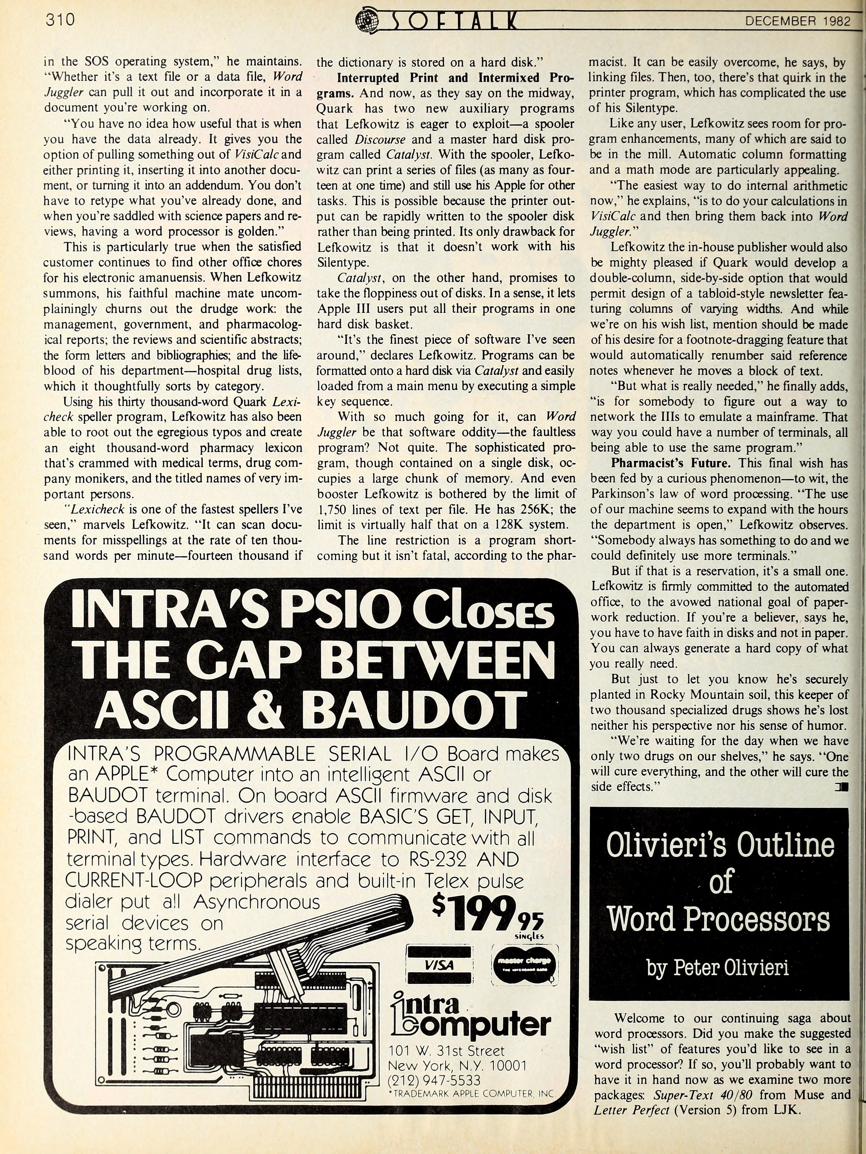 310
SOFTALK
DECEMBER 1982
in the SOS operating system," he maintains.
"Whether it's a text file or a data file, Word
Juggler can pull it out and incorporate it in a
document you're working on.
"You have no idea how useful that is when
you have the data already. It gives you the
option of pulling something out of VisiCalc and
either printing it, inserting it into another docu-
ment, or turning it into an addendum. You don't
have to retype what you've already done, and
when you're saddled with science papers and re-
views, having a word processor is golden."
This is particularly true when the satisfied
customer continues to find other office chores
for his electronic amanuensis. When Lefkowitz
summons, his faithful machine mate uncom-
plainingly churns out the drudge work: the
management, government, and pharmacolog-
ical reports; the reviews and scientific abstracts;
the form letters and bibliographies; and the life-
blood of his department—hospital drug lists,
which it thoughtfully sorts by category.
Using his thirty thousand-word Quark Lexi-
check speller program, Lefkowitz has also been
able to root out the egregious typos and create
an eight thousand-word pharmacy lexicon
that's crammed with medical terms, drug com-
pany monikers, and the titled names of very im-
portant persons.
"Lexicheck is one of the fastest spellers I've
seen," marvels Lefkowitz. "It can scan docu-
ments for misspellings at the rate of ten thou-
sand words per minute—fourteen thousand if
the dictionary is stored on a hard disk."
Interrupted Print and Intermixed Pro-
grams. And now, as they say on the midway,
Quark has two new auxiliary programs
that Lefkowitz is eager to exploit—a spooler
called Discourse and a master hard disk pro-
gram called Catalyst. With the spooler, Lefko-
witz can print a series of files (as many as four-
teen at one time) and still use his Apple for other
tasks. This is possible because the printer out-
put can be rapidly written to the spooler disk
rather than being printed. Its only drawback for
Lefkowitz is that it doesn't work with his
Silentype.
Catalyst, on the other hand, promises to
take the floppiness out of disks. In a sense, it lets
Apple III users put all their programs in one
hard disk basket.
"It's the finest piece of software I've seen
around," declares Lefkowitz. Programs can be
formatted onto a hard disk via Catalyst and easily
loaded from a main menu by executing a simple
key sequence.
With so much going for it, can Word
Juggler be that software oddity—the faultless
program? Not quite. The sophisticated pro-
gram, though contained on a single disk, oc-
cupies a large chunk of memory. And even
booster Lefkowitz is bothered by the limit of
1,750 lines of text per file. He has 256K; the
limit is virtually half that on a 128K system.
The line restriction is a program short-
coming but it isn't fatal, according to the phar-
macist. It can be easily overcome, he says, by
linking files. Then, too, there's that quirk in the
printer program, which has complicated the use
of his Silentype.
Like any user, Lefkowitz sees room for pro-
gram enhancements, many of which are said to
be in the mill. Automatic column formatting
and a math mode are particularly appealing.
"The easiest way to do internal arithmetic
now," he explains, "is to do your calculations in
VisiCalc and then bring them back into Word
Juggler."
Lefkowitz the in-house publisher would also
be mighty pleased if Quark would develop a
double-column, side-by-side option that would
permit design of a tabloid-style newsletter fea-
turing columns of varying widths. And while
we're on his wish list, mention should be made
of his desire for a footnote-dragging feature that
would automatically renumber said reference
notes whenever he moves a block of text.
"But what is really needed," he finally adds,
"is for somebody to figure out a way to
network the IIIs to emulate a mainframe. That
way you could have a number of terminals, all
being able to use the same program."
Pharmacist's Future. This final wish has
been fed by a curious phenomenon—to wit, the
Parkinson's law of word processing. "The use
of our machine seems to expand with the hours
the department is open," Lefkowitz observes.
"Somebody always has something to do and we
could definitely use more terminals."
But if that is a reservation, it's a small one.
Lefkowitz is firmly committed to the automated
office, to the avowed national goal of paper-
work reduction. If you're a believer, says he,
you have to have faith in disks and not in paper.
You can always generate a hard copy of what
you really need.
But just to let you know he's securely
planted in Rocky Mountain soil, this keeper of
two thousand specialized drugs shows he's lost
neither his perspective nor his sense of humor.
"We're waiting for the day when we have
only two drugs on our shelves," he says. "One
will cure everything, and the other will cure the
side effects."
INTRA'S PSIO CLOSES
THE GAP BETWEEN
ASCII & BAUDOT
INTRA'S PROGRAMMABLE SERIAL I/O Board makes
an APPLE* Computer into an intelligent ASCII or
BAUDOT terminal. On board ASCII firmware and disk
-based BAUDOT drivers enable BASIC'S GET, INPUT,
PRINT, and LIST commands to communicate with all
terminal types. Hardware interface to RS-232 AND
CURRENT-LOOP peripherals and built-in Telex pulse
dialer put all Asynchronous
serial devices on
speaking terms.
$199.95
SINGLES
VISA
master charge
THE INTERBANK CARD
intra
computer
101 W. 31st Street
New York, N.Y. 10001
(212) 947-5533
*TRADEMARK APPLE COMPUTER, INC
Olivieri's Outline
of
Word Processors
by Peter Olivieri
Welcome to our continuing saga about
word processors. Did you make the suggested
"wish list" of features you'd like to see in a
word processor? If so, you'll probably want to
have it in hand now as we examine two more
packages: Super-Text 40/80 from Muse and
Letter Perfect (Version 5) from LJK.